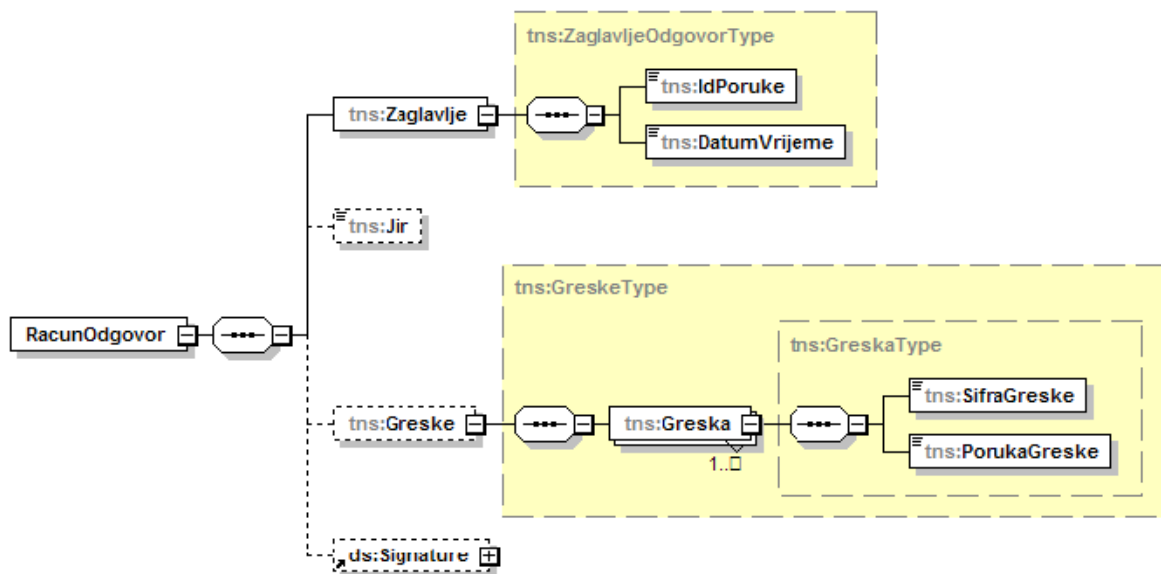 tns:ZaglavljeOdgovorType
tns:IdPoruke
tns:Zaglavlje
tns:DatumVrijeme
tns:Jir
tns:GreskeType
RacunOdgovor
tns:GreskaType
tns:SifraGreske
tns:Greske
tns:Greska
tns:PorukaGreske
1..□
ds:Signature